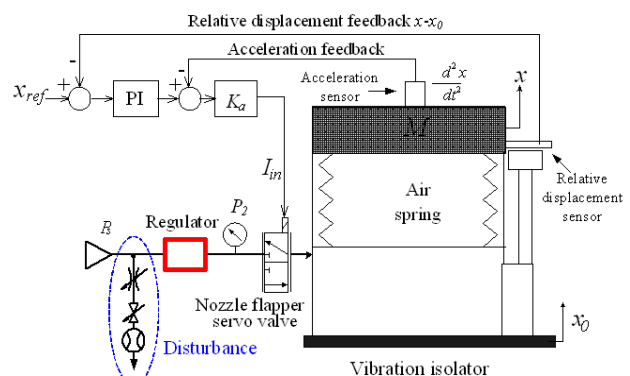 Relative displacement feedback x-x0
Acceleration feedback
Acceleration sensor
d²x
dt²
x
xref
+
-
PI
+
-
Ka
M
Iin
Air spring
Relative displacement sensor
Ps
Regulator
P2
Nozzle flapper servo valve
Disturbance
x0
Vibration isolator